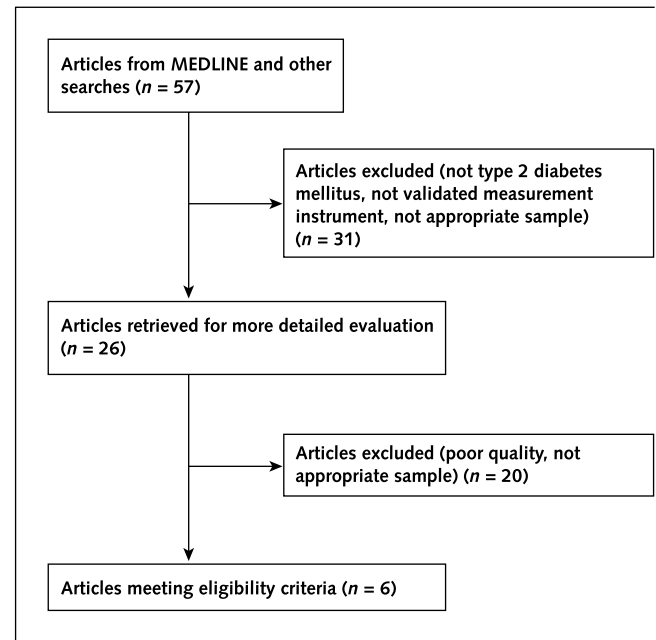 Articles from MEDLINE and other
searches (n = 57)
Articles excluded (not type 2 diabetes
mellitus, not validated measurement
instrument, not appropriate sample)
(n = 31)
Articles retrieved for more detailed evaluation
(n = 26)
Articles excluded (poor quality, not
appropriate sample) (n = 20)
Articles meeting eligibility criteria (n = 6)